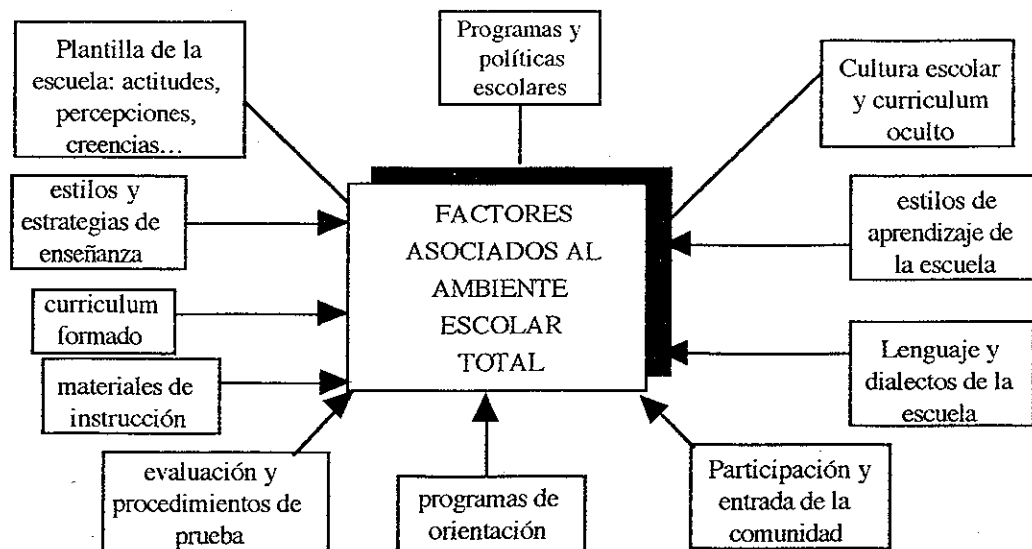 Plantilla de la
escuela: actitudes,
percepciones,
creencias...
Programas y
políticas
escolares
Cultura escolar
y curriculum
oculto
estilos y
estrategias de
enseñanza
FACTORES
ASOCIADOS AL
AMBIENTE
ESCOLAR
TOTAL
estilos de
aprendizaje de
la escuela
curriculum
formado
Lenguaje y
dialectos de la
escuela
materiales de
instrucción
evaluación y
procedimientos de
prueba
programas de
orientación
Participación y
entrada de la
comunidad